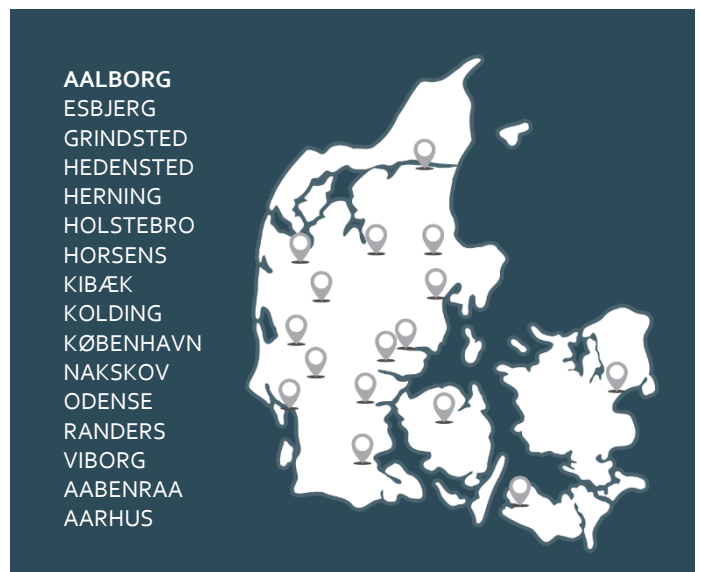 AALBORG
ESBJERG
GRINDSTED
HEDENSTED
HERNING
HOLSTEBRO
HORSENS
KIBÆK
KOLDING
KØBENHAVN
NAKSKOV
ODENSE
RANDERS
VIBORG
AABENRAA
AARHUS